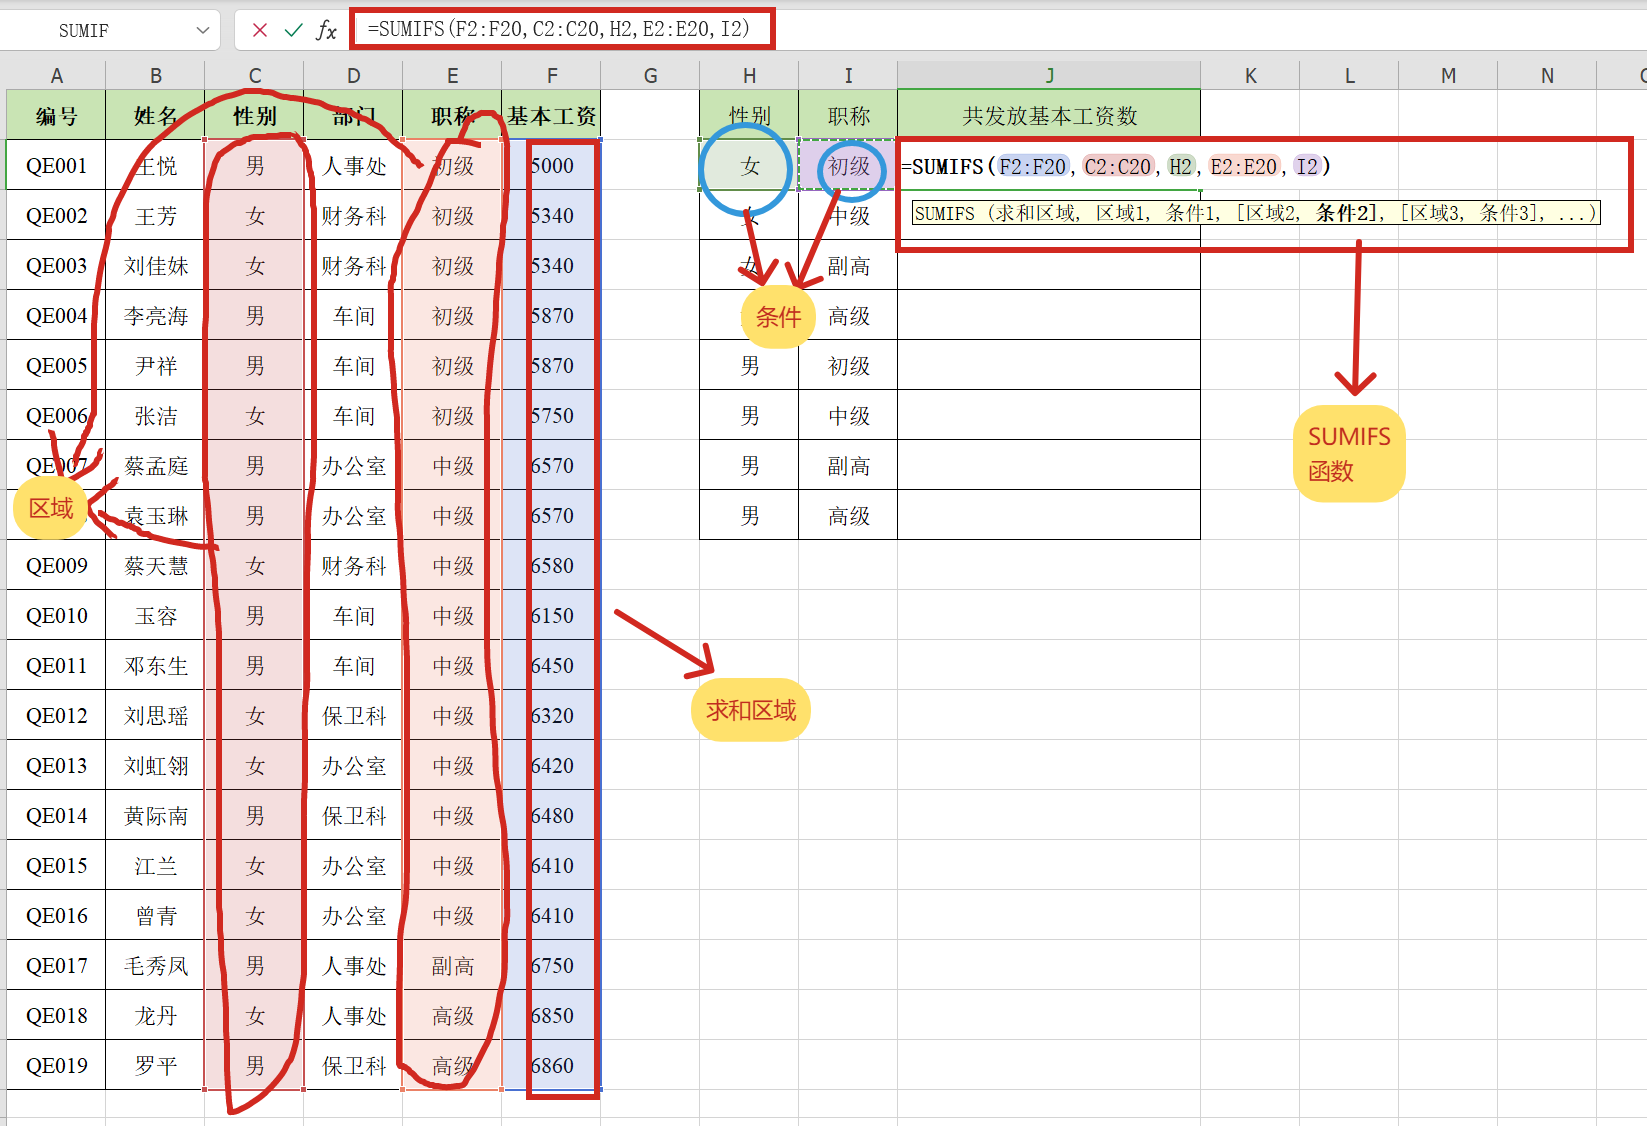 SUMIF fx =SUMIFS(F2:F20,C2:C20,H2,E2:E20,I2)
A B C D E F G H I J K L M N
编号 姓名 性别 部门 职称 基本工资 性别 职称 共发放基本工资数
QE001 王悦 男 人事处 初级 5000 女 初级 =SUMIFS(F2:F20,C2:C20,H2,E2:E20,I2)
QE002 王芳 女 财务科 初级 5340 女 中级 SUMIFS (求和区域, 区域1, 条件1, [区域2, 条件2], [区域3, 条件3], ...)
QE003 刘佳妹 女 财务科 初级 5340 女 副高
QE004 李亮海 男 车间 初级 5870 条件 高级
QE005 尹祥 男 车间 初级 5870 男 初级
QE006 张洁 女 车间 初级 5750 男 中级
SUMIFS
函数
QE007 蔡孟庭 男 办公室 中级 6570 男 副高
区域 袁玉琳 男 办公室 中级 6570 男 高级
QE009 蔡天慧 女 财务科 中级 6580
QE010 玉容 男 车间 中级 6150
QE011 邓东生 男 车间 中级 6450
QE012 刘思瑶 女 保卫科 中级 6320 求和区域
QE013 刘虹翎 女 办公室 中级 6420
QE014 黄际南 男 保卫科 中级 6480
QE015 江兰 女 办公室 中级 6410
QE016 曾青 女 办公室 中级 6410
QE017 毛秀凤 男 人事处 副高 6750
QE018 龙丹 女 人事处 高级 6850
QE019 罗平 男 保卫科 高级 6860